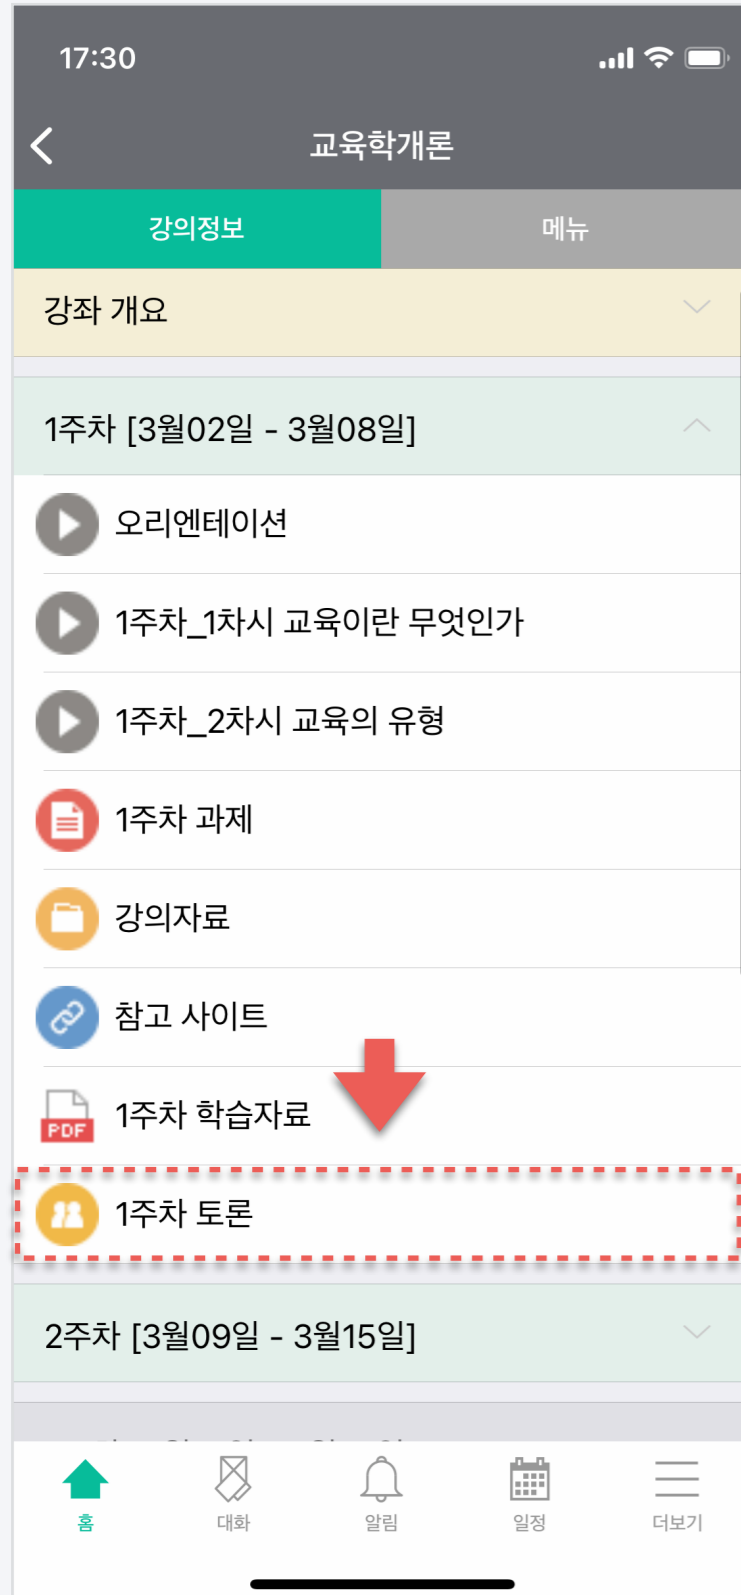 17:30
교육학개론
강의정보
메뉴
강좌 개요
1주차 [3월02일 - 3월08일]
오리엔테이션
1주차_1차시 교육이란 무엇인가
1주차_2차시 교육의 유형
1주차 과제
강의자료
참고 사이트
PDF 1주차 학습자료
1주차 토론
2주차 [3월09일 - 3월15일]
홈
대화
알림
일정
더보기